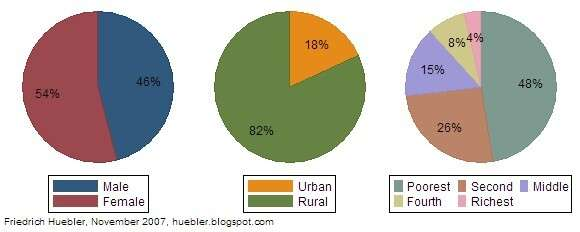 46%
54%
18%
82%
4%
8%
15%
48%
26%
Male
Female
Urban
Rural
Poorest Second Middle
Fourth Richest
Friedrich Huebler, November 2007, huebler.blogspot.com